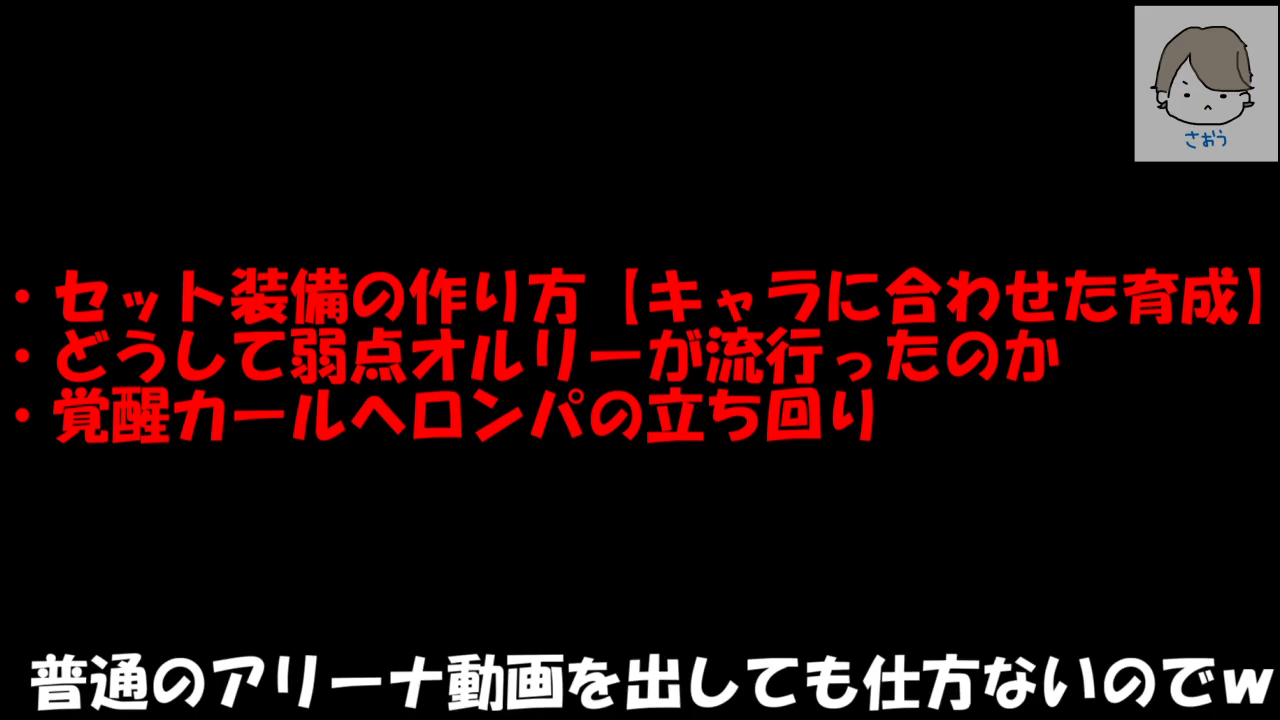 さおう
・セット装備の作り方【キャラに合わせた育成】
・どうして弱点オルリーが流行ったのか
・覚醒カールヘロンパの立ち回り
普通のアリーナ動画を出しても仕方ないのでw